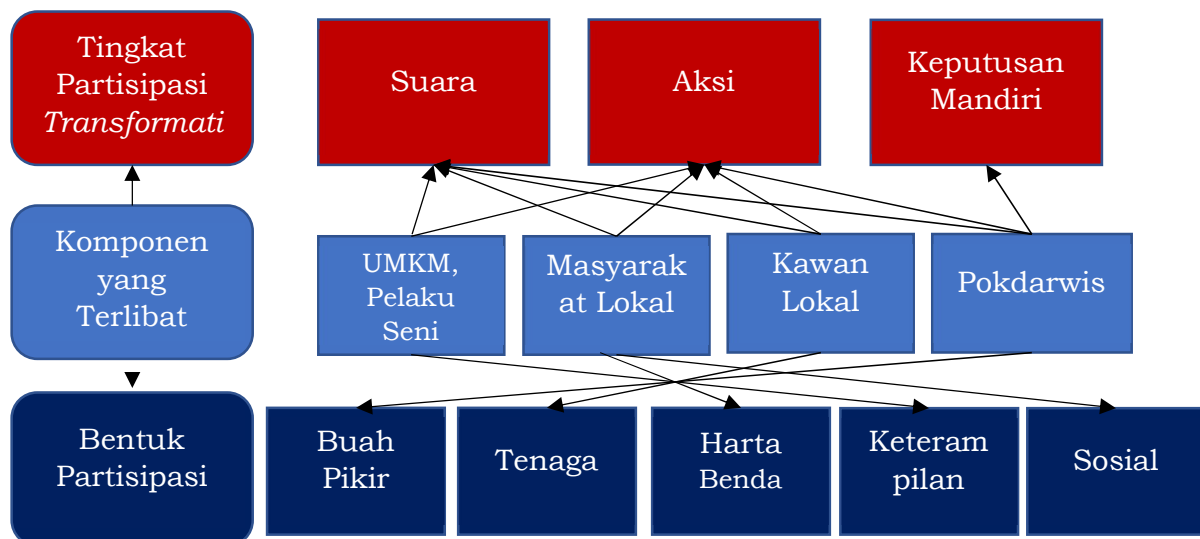 Tingkat
Partisipasi
Transformati
Suara
Aksi
Keputusan
Mandiri
Komponen
yang
Terlibat
UMKM,
Pelaku
Seni
Masyarak
at Lokal
Kawan
Lokal
Pokdarwis
Bentuk
Partisipasi
Buah
Pikir
Tenaga
Harta
Benda
Keteram
pilan
Sosial